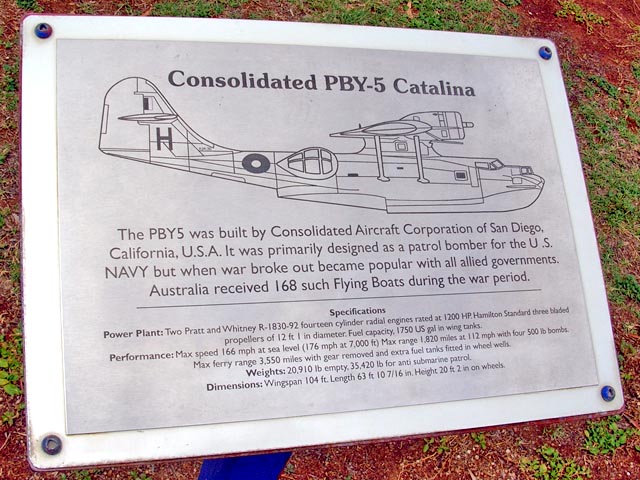 Consolidated PBY-5 Catalina
H
The PBY5 was built by Consolidated Aircraft Corporation of San Diego,
California, U.S.A. It was primarily designed as a patrol bomber for the U .S.
NAVY but when war broke out became popular with all allied governments.
Australia received 168 such Flying Boats during the war period.
Specifications
Power Plant: Two Pratt and Whitney R-1830-92 fourteen cylinder radial engines rated at 1200 HP. Hamilton Standard three bladed
propellers of 12 ft 1 in diameter. Fuel capacity, 1750 US gal in wing tanks.
Performance: Max speed 166 mph at sea level (176 mph at 7,000 ft) Max range 1,820 miles at 112 mph with four 500 lb bombs.
Max ferry range 3,550 miles with gear removed and extra fuel tanks fitted in wheel wells.
Weights: 20,910 lb empty, 35,420 lb for anti submarine patrol.
Dimensions: Wingspan 104 ft. Length 63 ft 10 7/16 in. Height 20 ft 2 in on wheels.